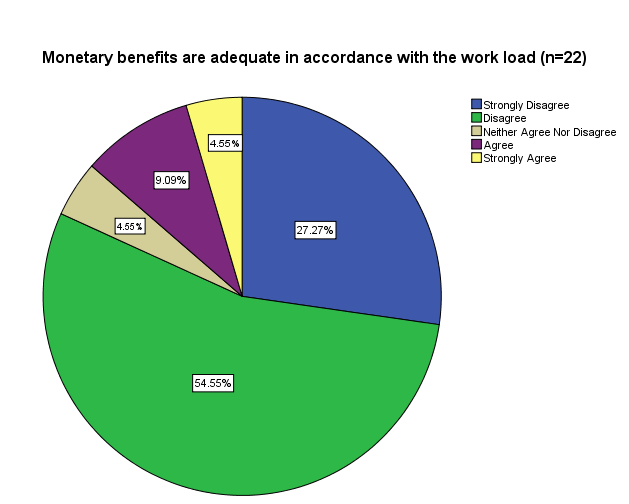 Monetary benefits are adequate in accordance with the work load (n=22)
Strongly Disagree
Disagree
Neither Agree Nor Disagree
Agree
Strongly Agree
4.55%
9.09%
4.55%
27.27%
54.55%